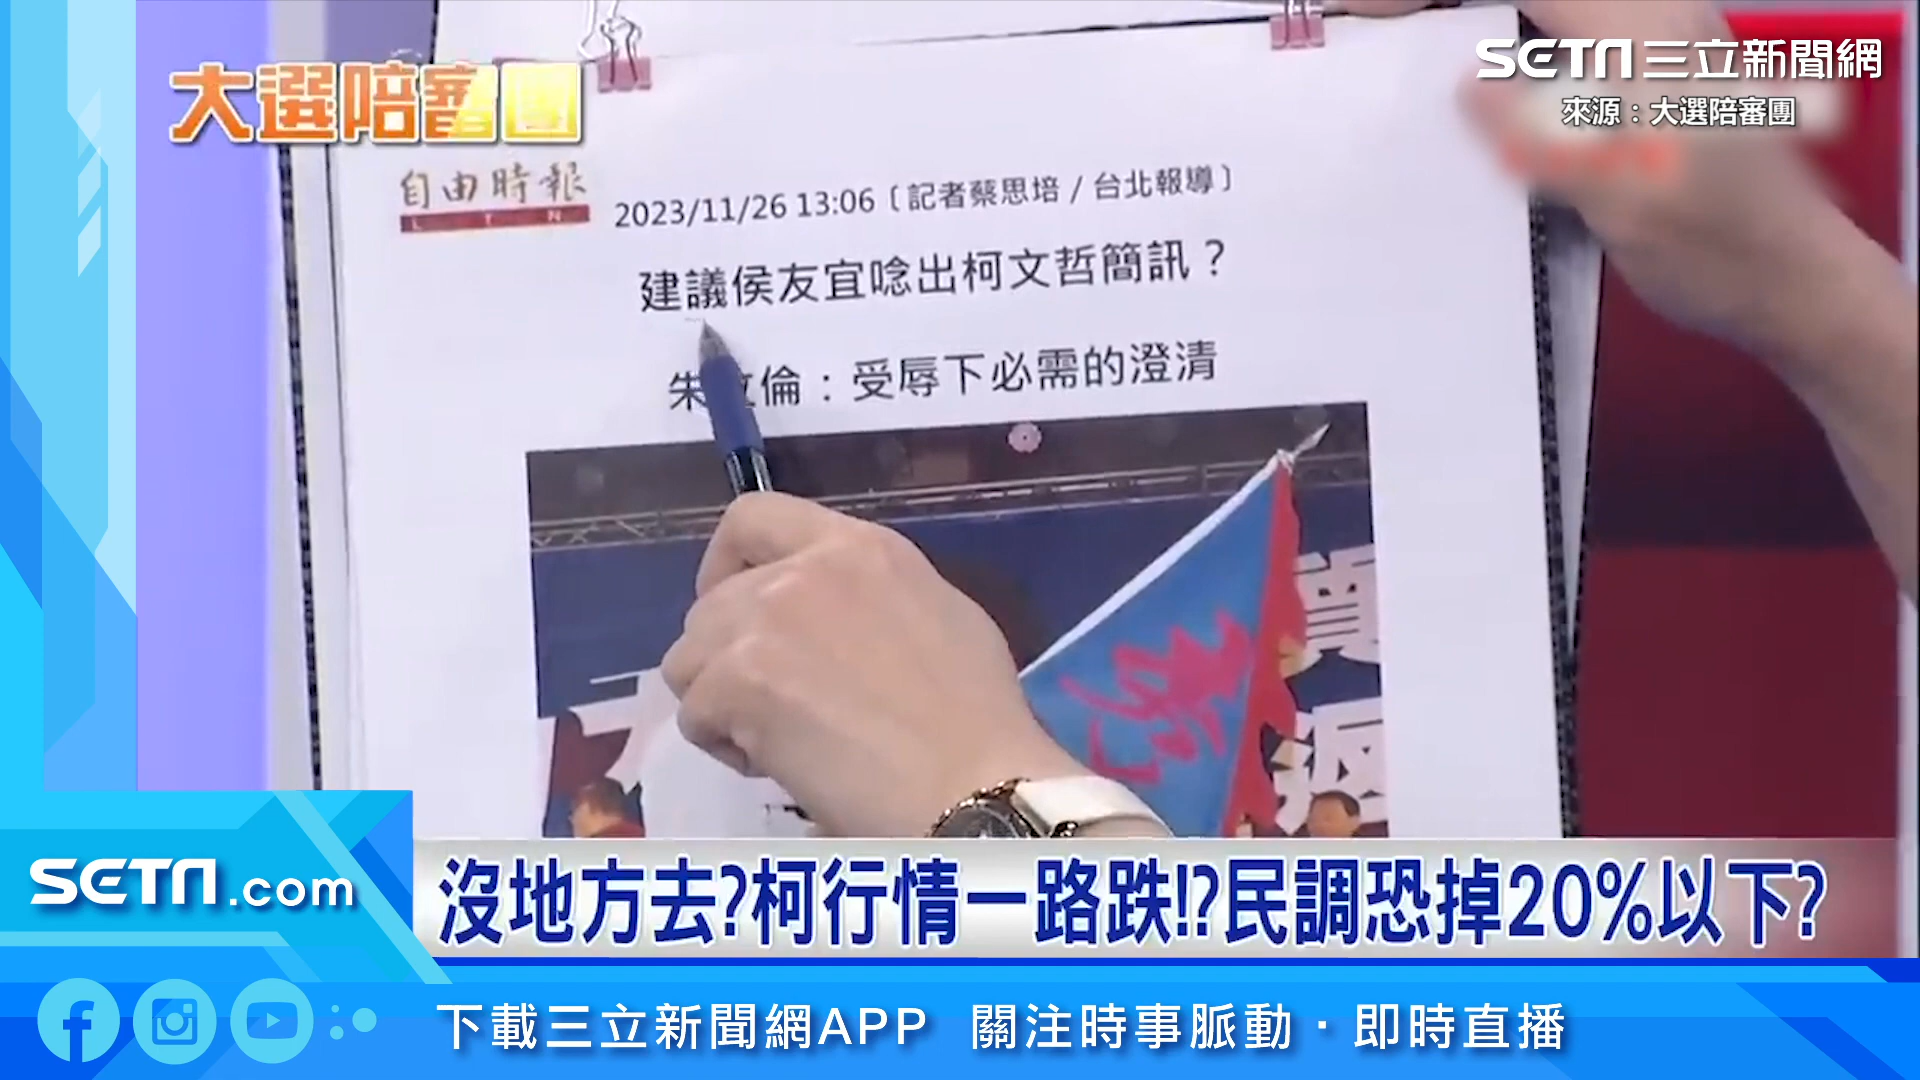 大選陪審團
SETN 三立新聞網
來源：大選陪審團
自由時報
LTN
2023/11/26 13:06〔記者蔡思培 / 台北報導〕
建議侯友宜唸出柯文哲簡訊？
朱立倫：受辱下必需的澄清
SETN.com
沒地方去?柯行情一路跌!?民調恐掉20%以下?
下載三立新聞網APP 關注時事脈動．即時直播